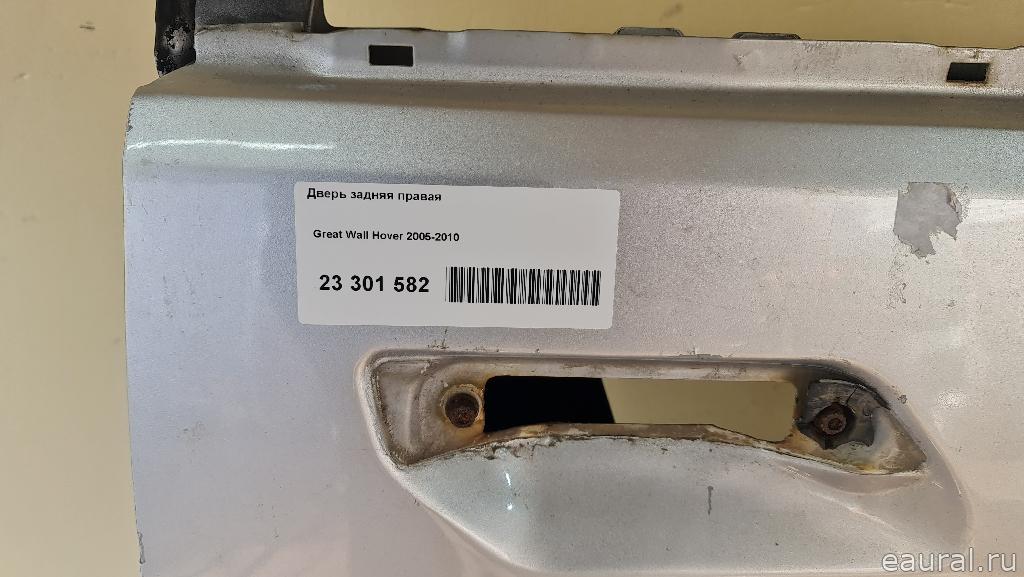 Дверь задняя правая
Great Wall Hover 2005-2010
23 301 582
eaural.ru